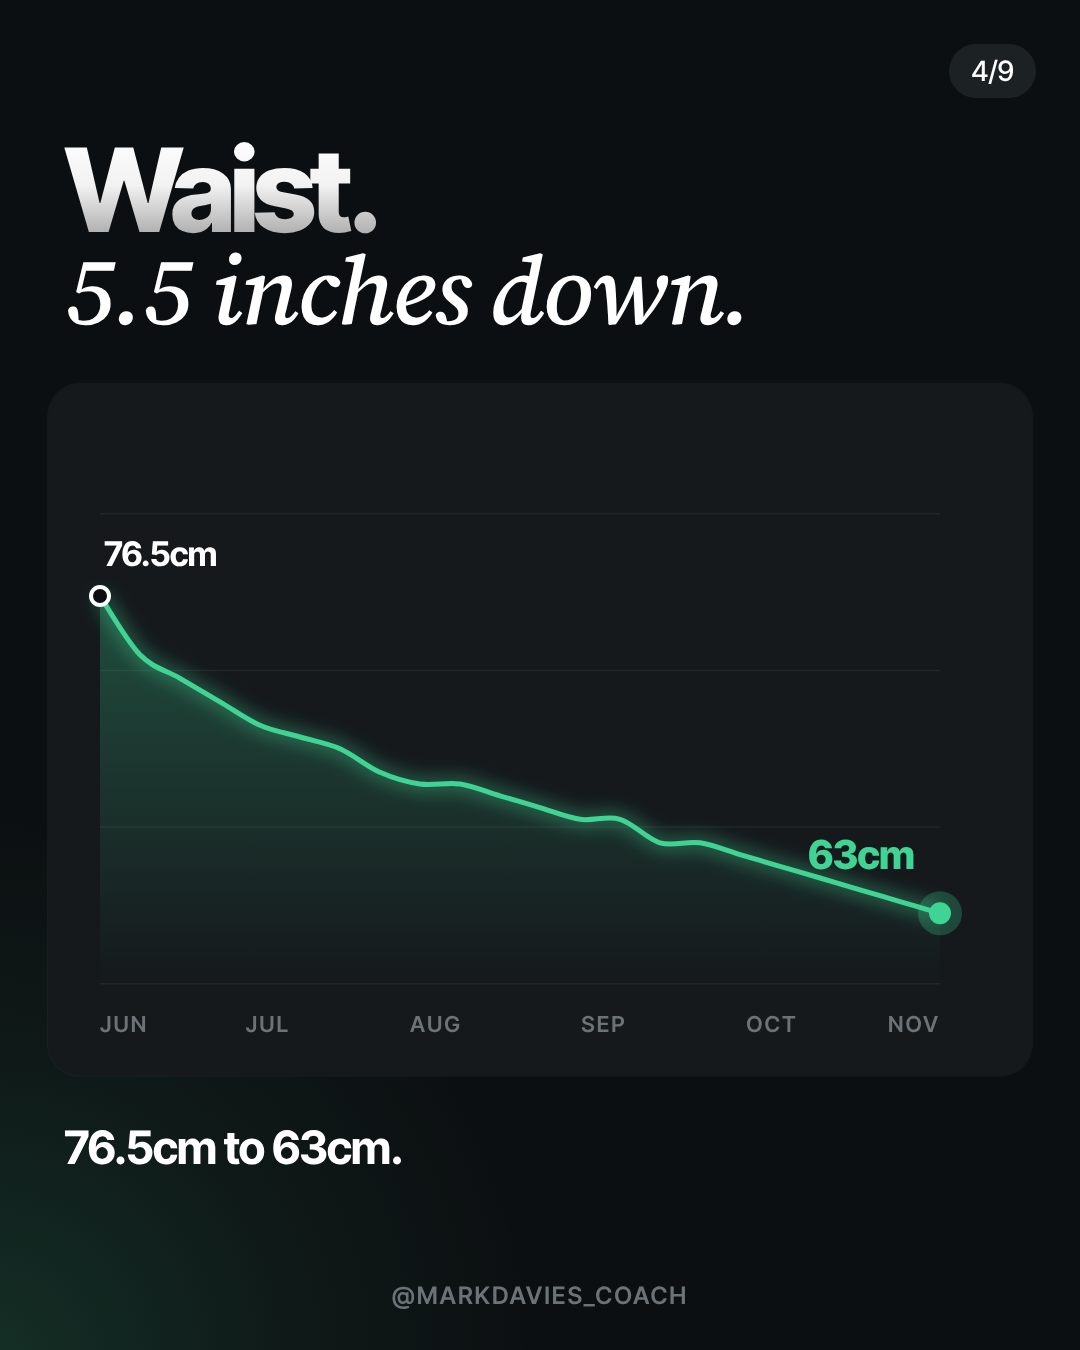 4/9
Waist.
5.5 inches down.
76.5cm
63cm
JUN JUL AUG SEP OCT NOV
76.5cm to 63cm.
@MARKDAVIES_COACH